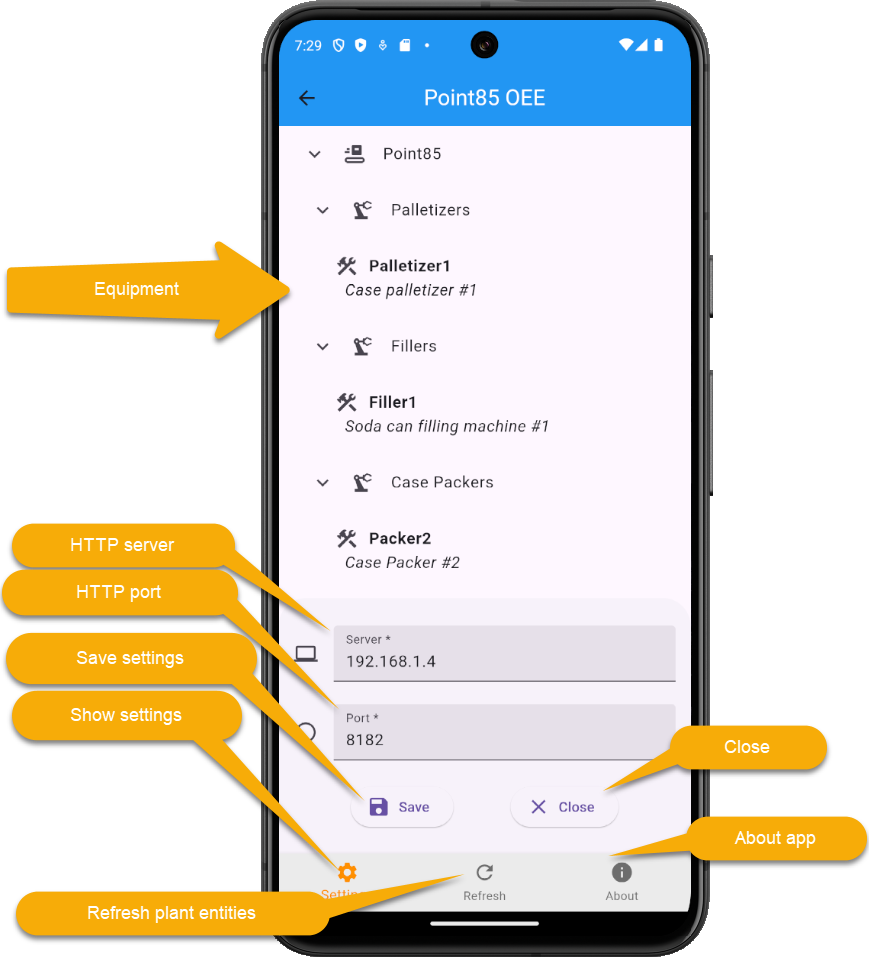 7:29
Point85 OEE
Point85
Palletizers
Palletizer1
Equipment
Case palletizer #1
Fillers
Filler1
Soda can filling machine #1
Case Packers
Packer2
HTTP server
Case Packer #2
HTTP port
Server *
192.168.1.4
Save settings
Show settings
Port *
8182
Close
Save
Close
About app
Settin
Refresh
About
Refresh plant entities